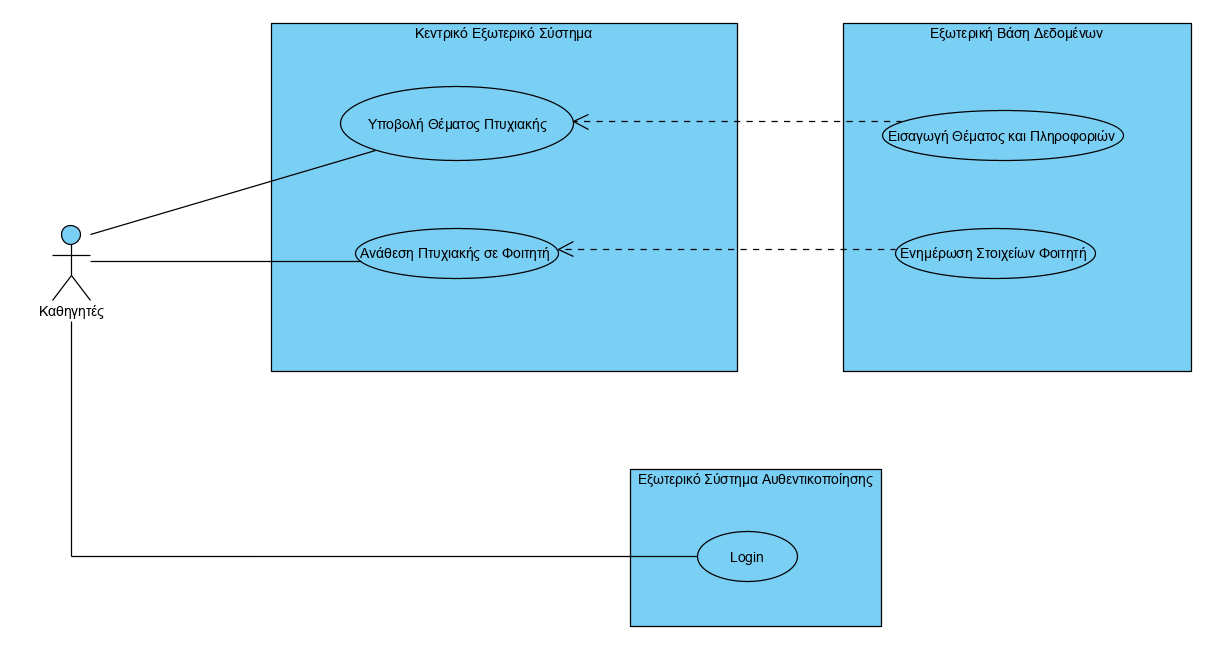 Κεντρικό Εξωτερικό Σύστημα
Εξωτερική Βάση Δεδομένων
Υποβολή Θέματος Πτυχιακής
Εισαγωγή Θέματος και Πληροφοριών
Ανάθεση Πτυχιακής σε Φοιτητή
Ενημέρωση Στοιχείων Φοιτητή
Καθηγητές
Εξωτερικό Σύστημα Αυθεντικοποίησης
Login